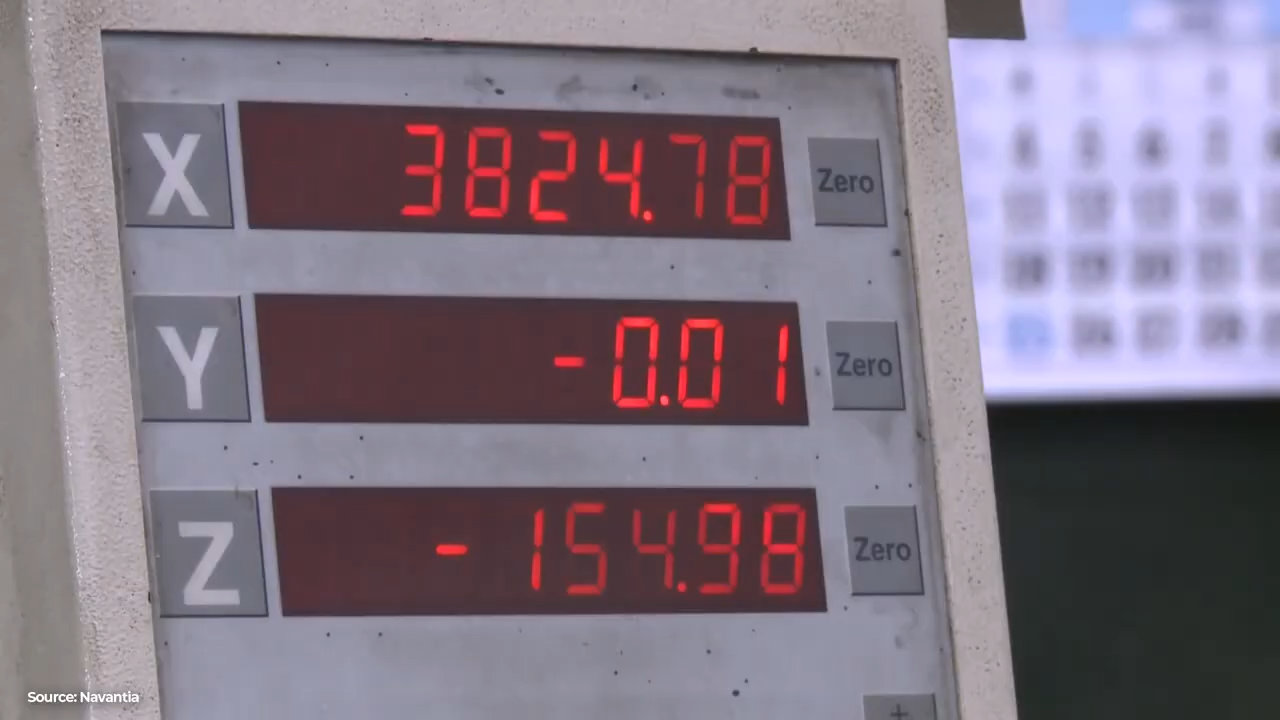 X 3824.78 Zero
Y -0.01 Zero
Z -154.98 Zero
+
Source: Navantia